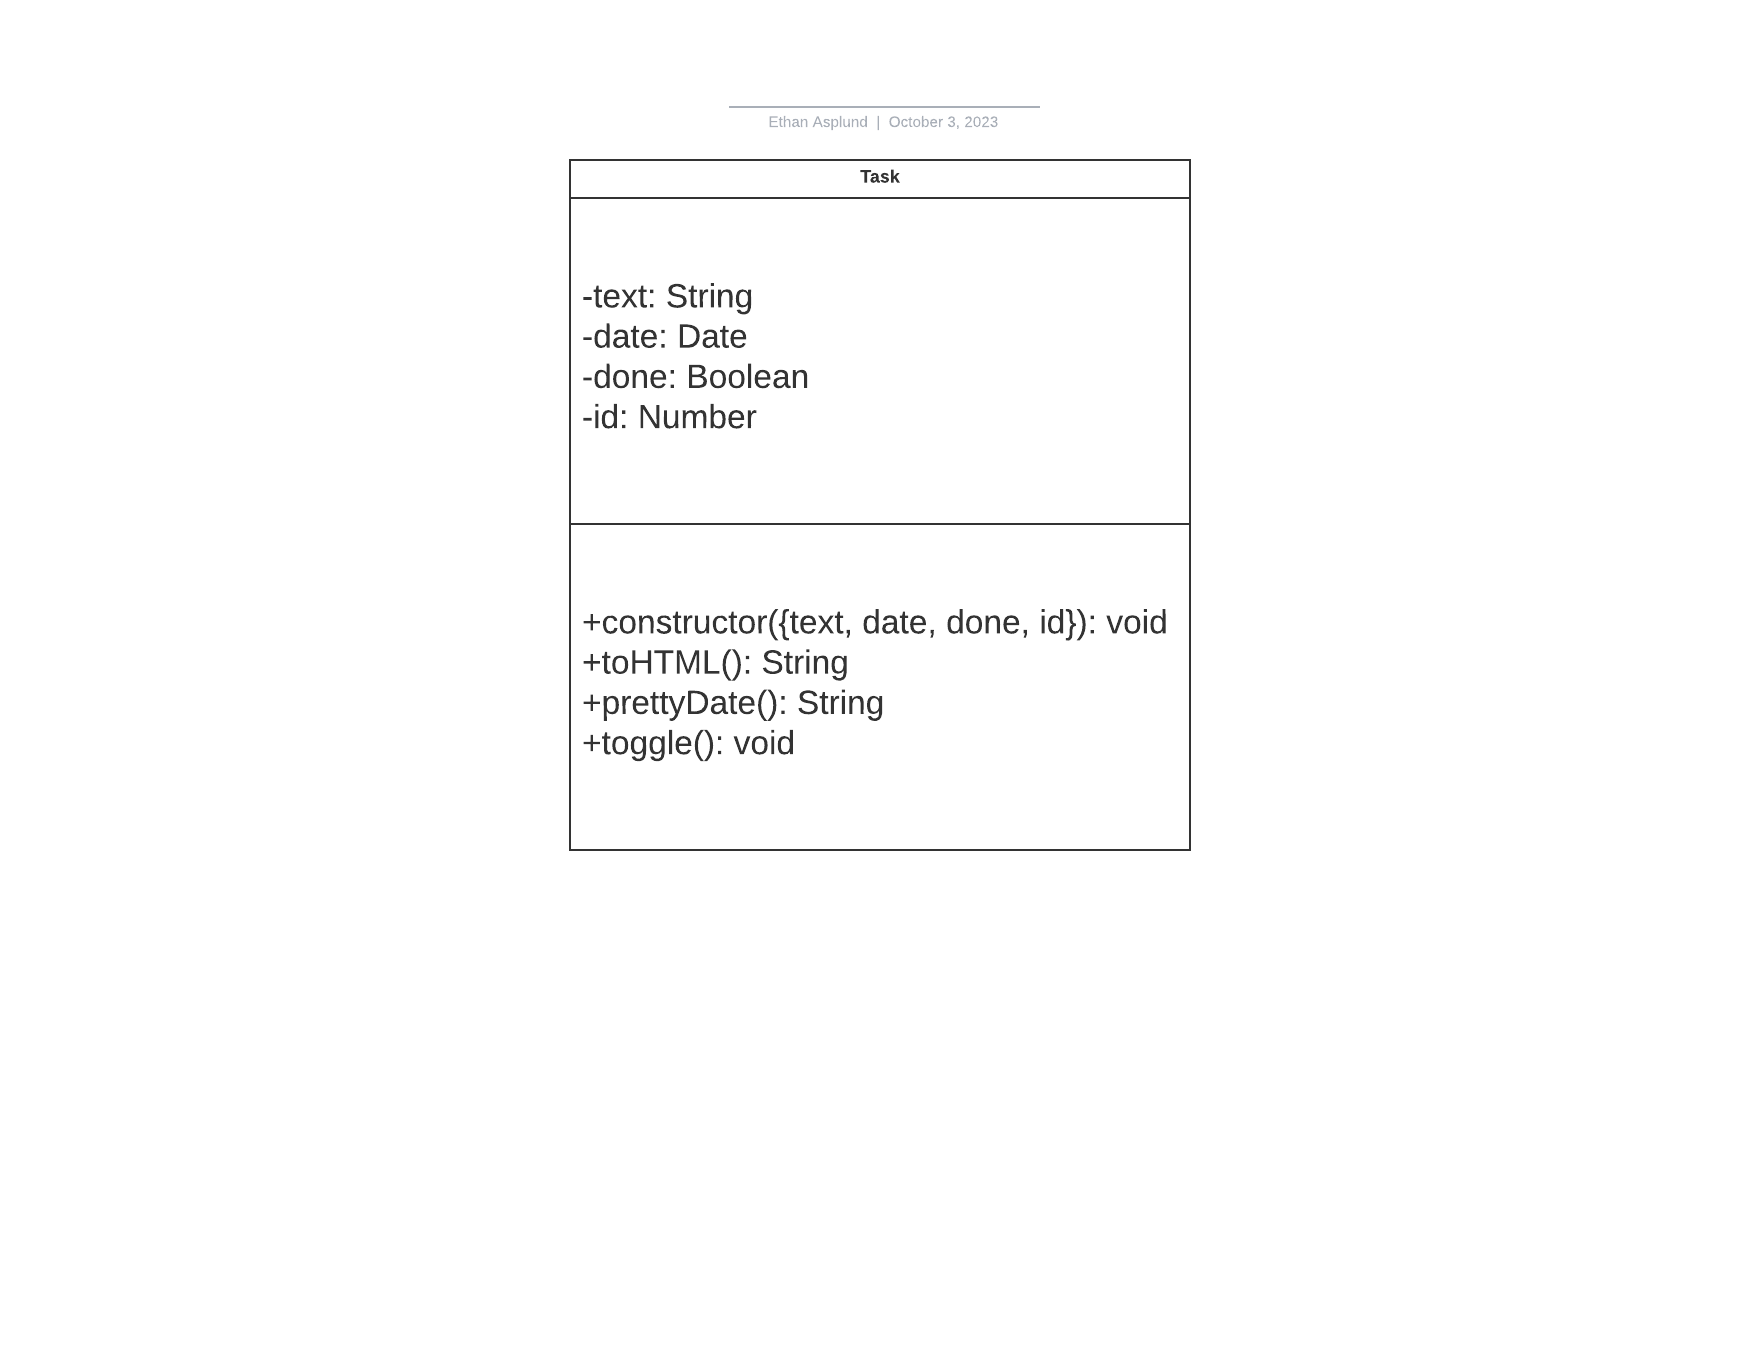 Ethan Asplund | October 3, 2023
Task
-text: String
-date: Date
-done: Boolean
-id: Number
+constructor({text, date, done, id}): void
+toHTML(): String
+prettyDate(): String
+toggle(): void